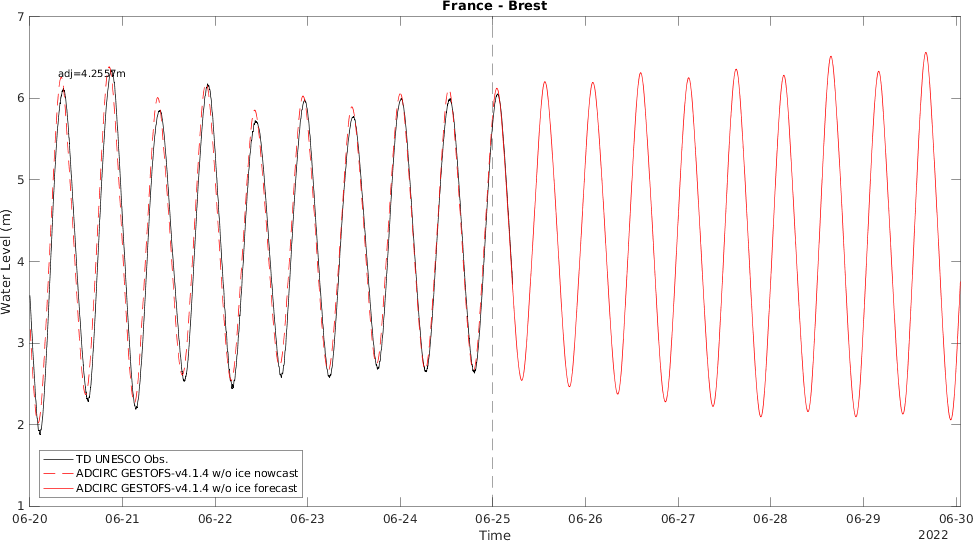 France - Brest
7
adj=4.2557m
6
5
4
3
2
1
Water Level (m)
TD UNESCO Obs.
ADCIRC GESTOFS-v4.1.4 w/o ice nowcast
ADCIRC GESTOFS-v4.1.4 w/o ice forecast
06-20 06-21 06-22 06-23 06-24 06-25 06-26 06-27 06-28 06-29 06-30
Time
2022